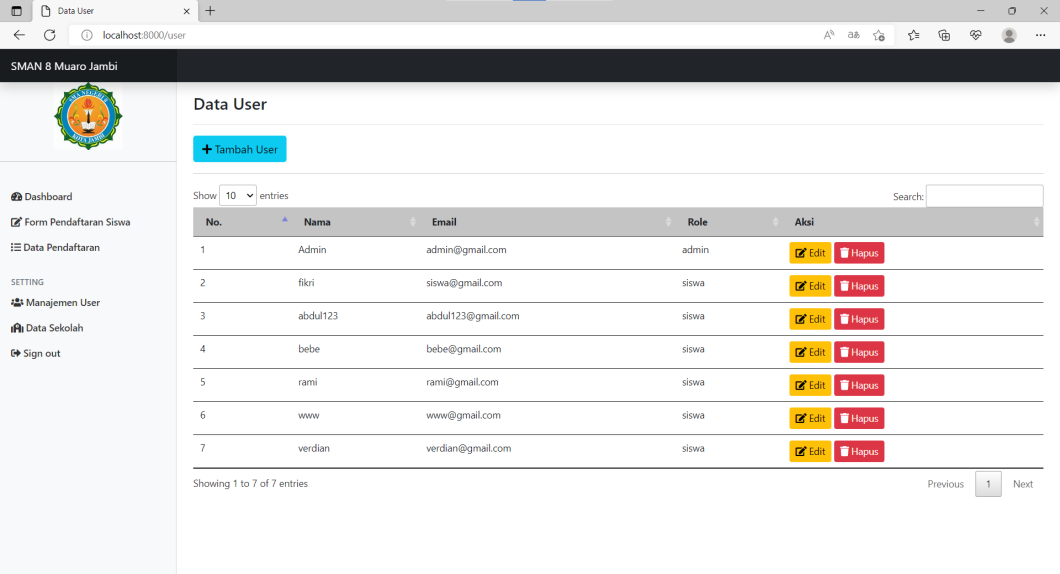 Data User
localhost:8000/user
SMAN 8 Muaro Jambi
Dashboard
Form Pendaftaran Siswa
Data Pendaftaran
SETTING
Manajemen User
Data Sekolah
Sign out
Data User
Tambah User
Show 10 entries
Search:
No. Nama Email Role Aksi
1 Admin admin@gmail.com admin Edit Hapus
2 fikri siswa@gmail.com siswa Edit Hapus
3 abdul123 abdul123@gmail.com siswa Edit Hapus
4 bebe bebe@gmail.com siswa Edit Hapus
5 rami rami@gmail.com siswa Edit Hapus
6 www www@gmail.com siswa Edit Hapus
7 verdian verdian@gmail.com siswa Edit Hapus
Showing 1 to 7 of 7 entries
Previous 1 Next